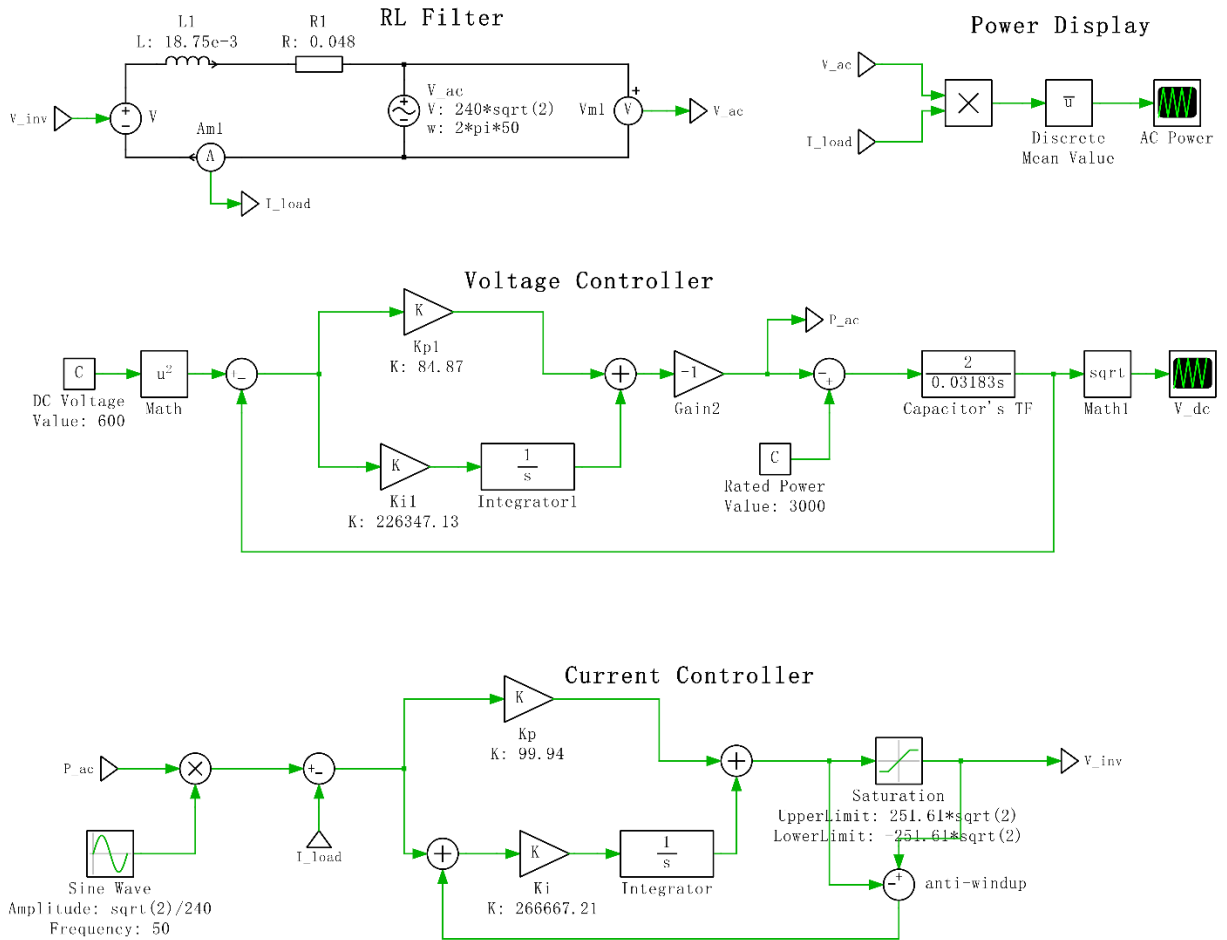 RL Filter
L1
L: 18.75e-3
R1
R: 0.048
V_inv
+
V
V_ac
V: 240*sqrt(2)
w: 2*pi*50
Vm1
+
V
V_ac
Am1
A
I_load
Power Display
V_ac
I_load
×
u
Discrete
Mean Value
AC Power
Voltage Controller
C
DC Voltage
Value: 600
u²
Math
+-
K
Kp1
K: 84.87
K
Ki1
K: 226347.13
1
s
Integrator1
+
-1
Gain2
P_ac
-+
C
Rated Power
Value: 3000
2
0.03183s
Capacitor's TF
sqrt
Math1
V_dc
Current Controller
P_ac
×
Sine Wave
Amplitude: sqrt(2)/240
Frequency: 50
+-
I_load
K
Kp
K: 99.94
+
K
Ki
K: 266667.21
1
s
Integrator
+
Saturation
UpperLimit: 251.61*sqrt(2)
LowerLimit: -251.61*sqrt(2)
V_inv
-+
anti-windup